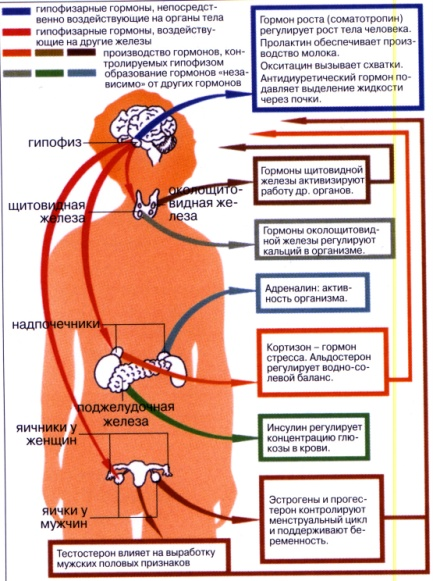 гипофизарные гормоны, непосредст-
венно воздействующие на органы тела
гипофизарные гормоны, воздейству-
ющие на другие железы
производство гормонов, кон-
тролируемых гипофизом
образование гормонов «неза-
висимо» от других гормонов
Гормон роста (соматотропин)
регулирует рост тела человека.
Пролактин обеспечивает произ-
водство молока.
Окситацин вызывает схватки.
Антидиуретический гормон по-
давляет выделение жидкости
через почки.
гипофиз
щитовидная
железа
околощито-
видная же-
леза
Гормоны щитовидной
железы активизируют
работу др. органов.
Гормоны околощитовид-
ной железы регулируют
кальций в организме.
Адреналин: актив-
ность организма.
надпочечники
Кортизон – гормон
стресса. Альдостерон
регулирует водно-со-
левой баланс.
поджелудочная
железа
Инсулин регулирует
концентрацию глю-
козы в крови.
яичники у
женщин
яички у
мужчин
Эстрогены и прогес-
терон контролируют
менструальный цикл
и поддерживают бе-
ременность.
Тестостерон влияет на выработку
мужских половых признаков